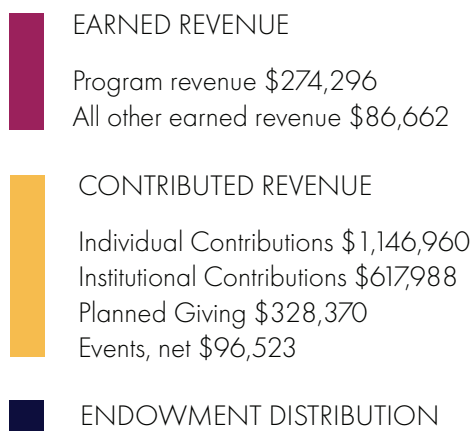 EARNED REVENUE
Program revenue $274,296
All other earned revenue $86,662
CONTRIBUTED REVENUE
Individual Contributions $1,146,960
Institutional Contributions $617,988
Planned Giving $328,370
Events, net $96,523
ENDOWMENT DISTRIBUTION